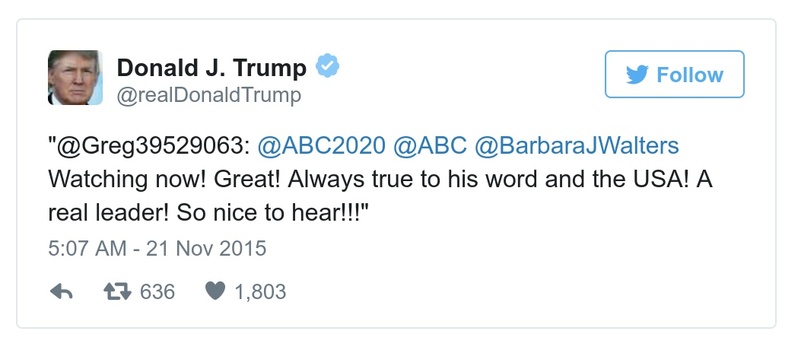 Donald J. Trump
@realDonaldTrump
Follow
"@Greg39529063: @ABC2020 @ABC @BarbaraJWalters
Watching now! Great! Always true to his word and the USA! A
real leader! So nice to hear!!!"
5:07 AM - 21 Nov 2015
636 1,803